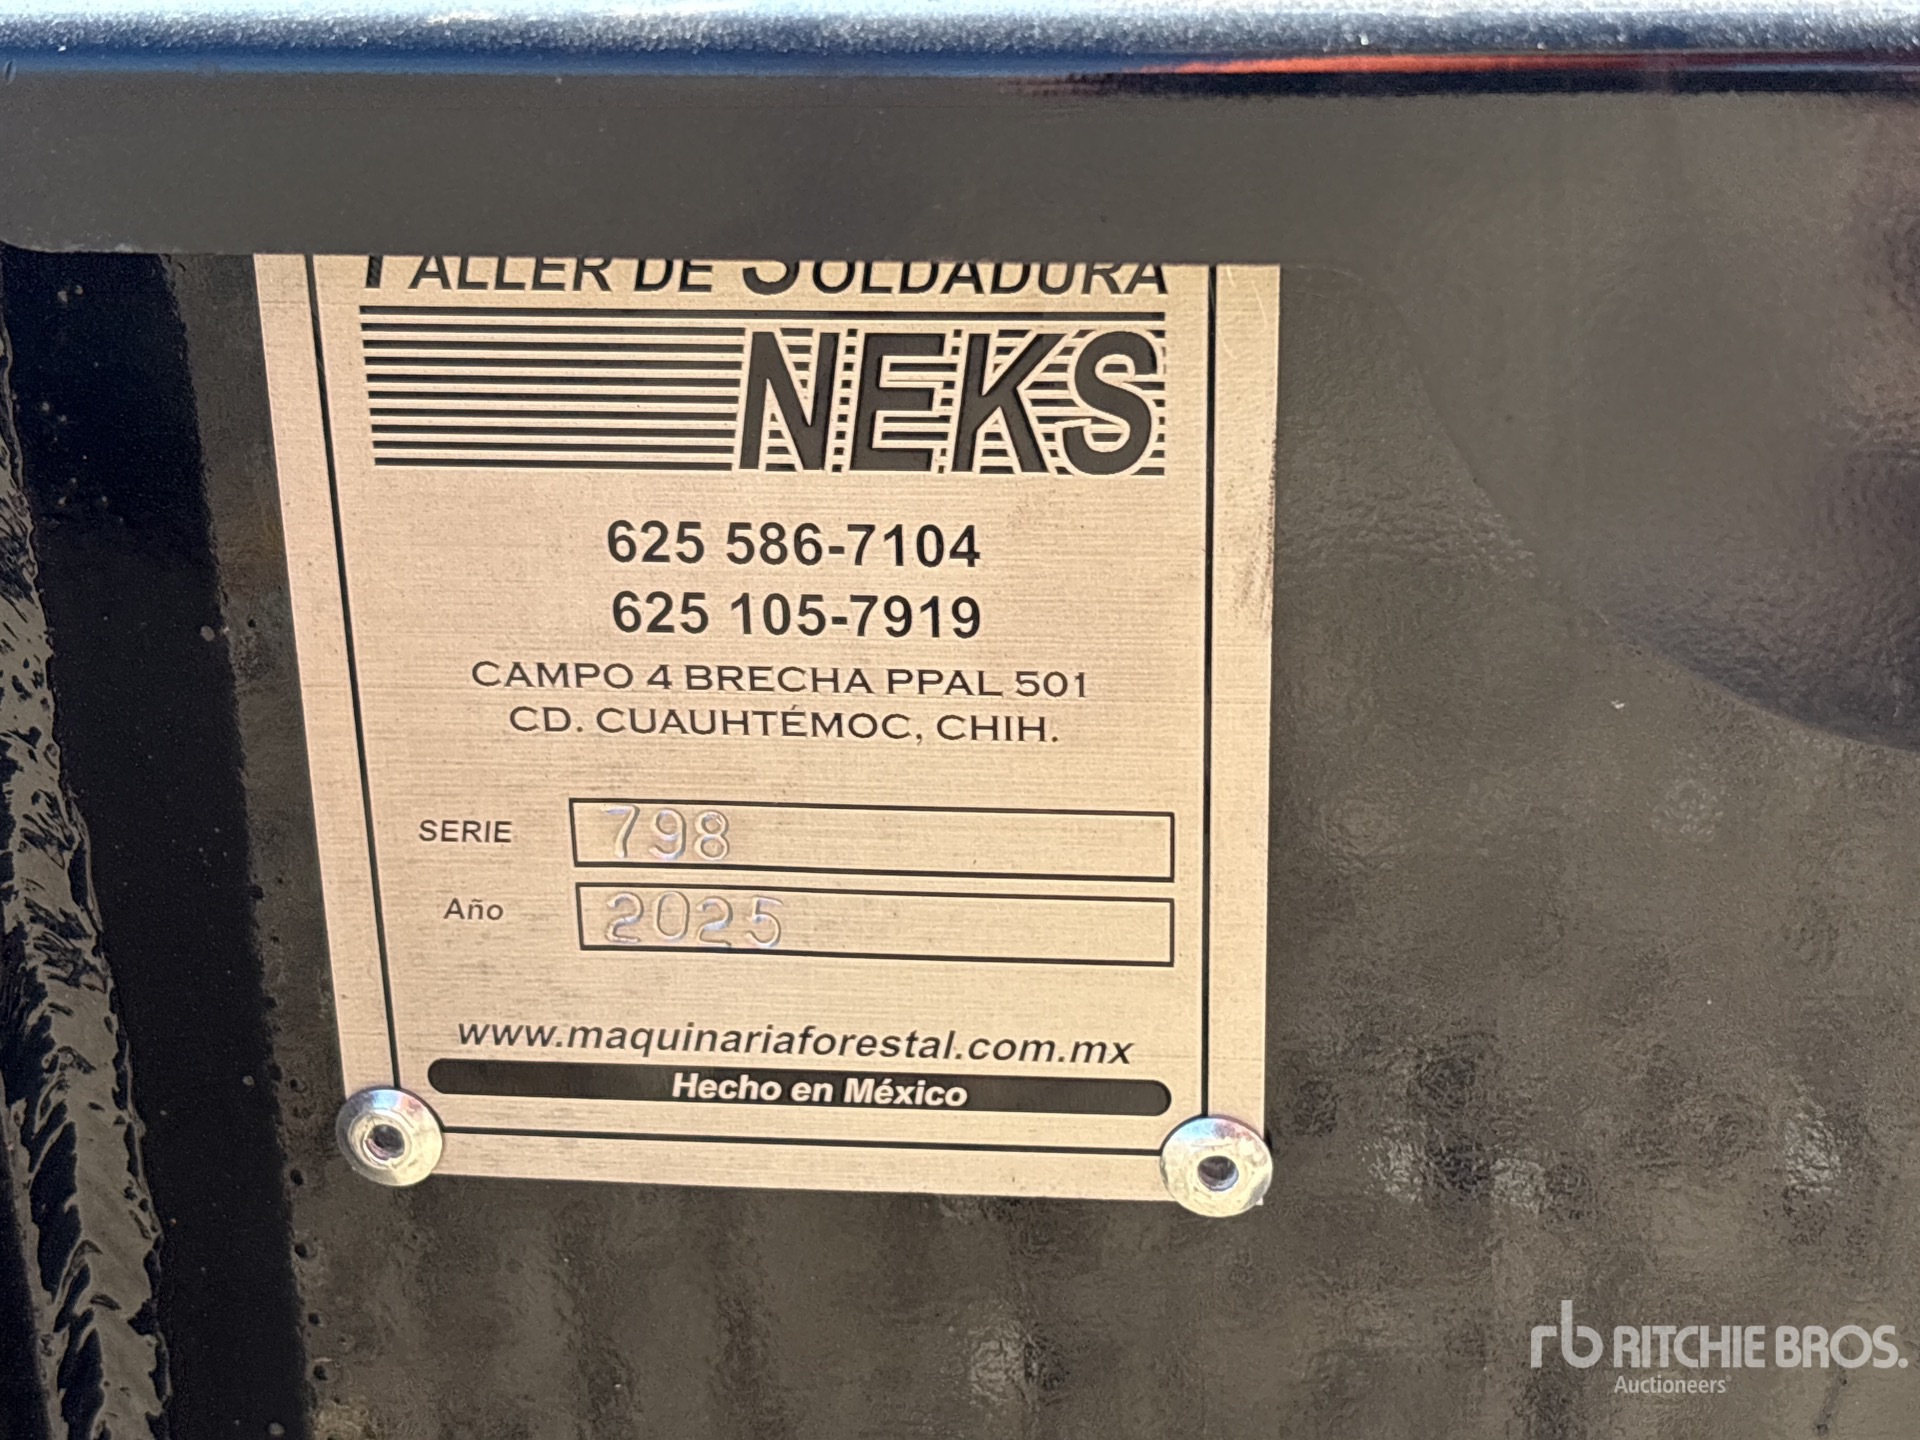 TALLER DE SOLDADURA
NEKS
625 586-7104
625 105-7919
CAMPO 4 BRECHA PPAL 501
CD. CUAUHTÉMOC, CHIH.
SERIE 798
Año 2025
www.maquinariaforestal.com.mx
Hecho en México
rb RITCHIE BROS.
Auctioneers